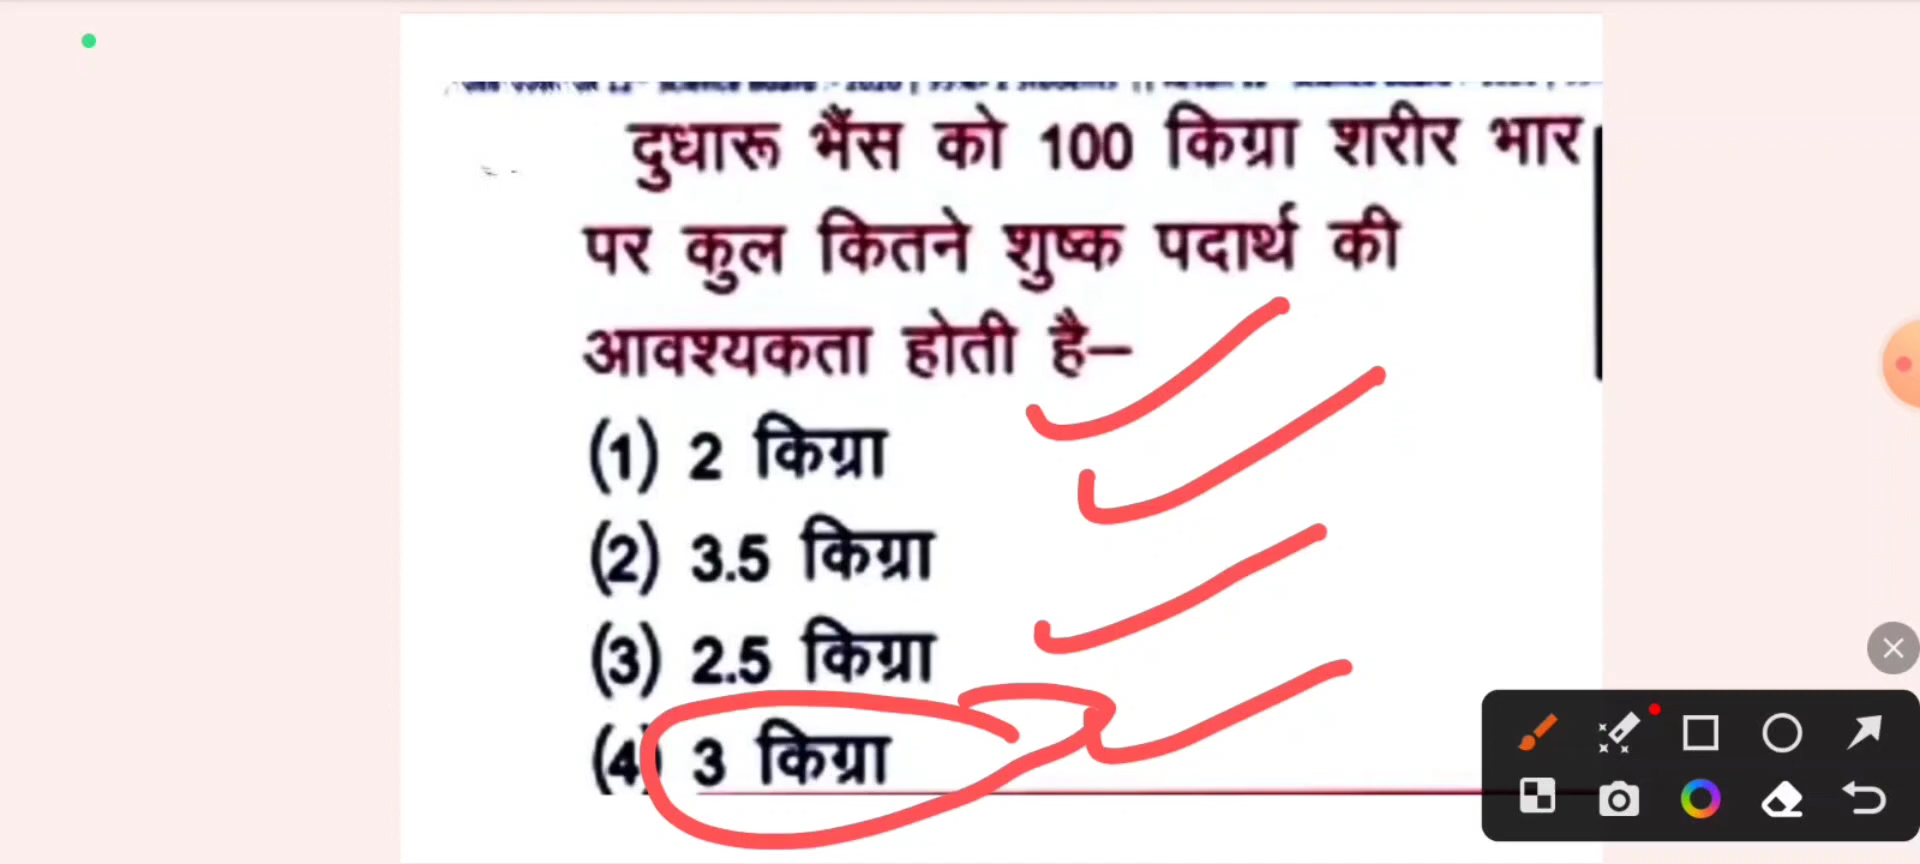 दुधारू भैंस को 100 किग्रा शरीर भार
पर कुल कितने शुष्क पदार्थ की
आवश्यकता होती है–
(1) 2 किग्रा
(2) 3.5 किग्रा
(3) 2.5 किग्रा
(4) 3 किग्रा